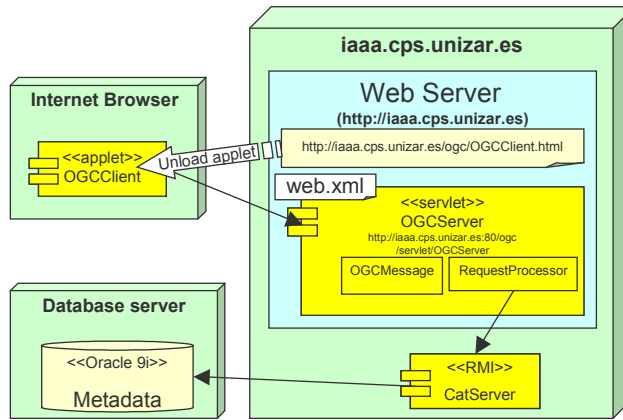 iaaa.cps.unizar.es
Web Server
(http://iaaa.cps.unizar.es)
http://iaaa.cps.unizar.es/ogc/OGCClient.html
Internet Browser
<<applet>>
OGCClient
Unload applet
web.xml
<<servlet>>
OGCServer
http://iaaa.cps.unizar.es:80/ogc
/servlet/OGCServer
OGCMessage
RequestProcessor
Database server
<<Oracle 9i>>
Metadata
<<RMI>>
CatServer